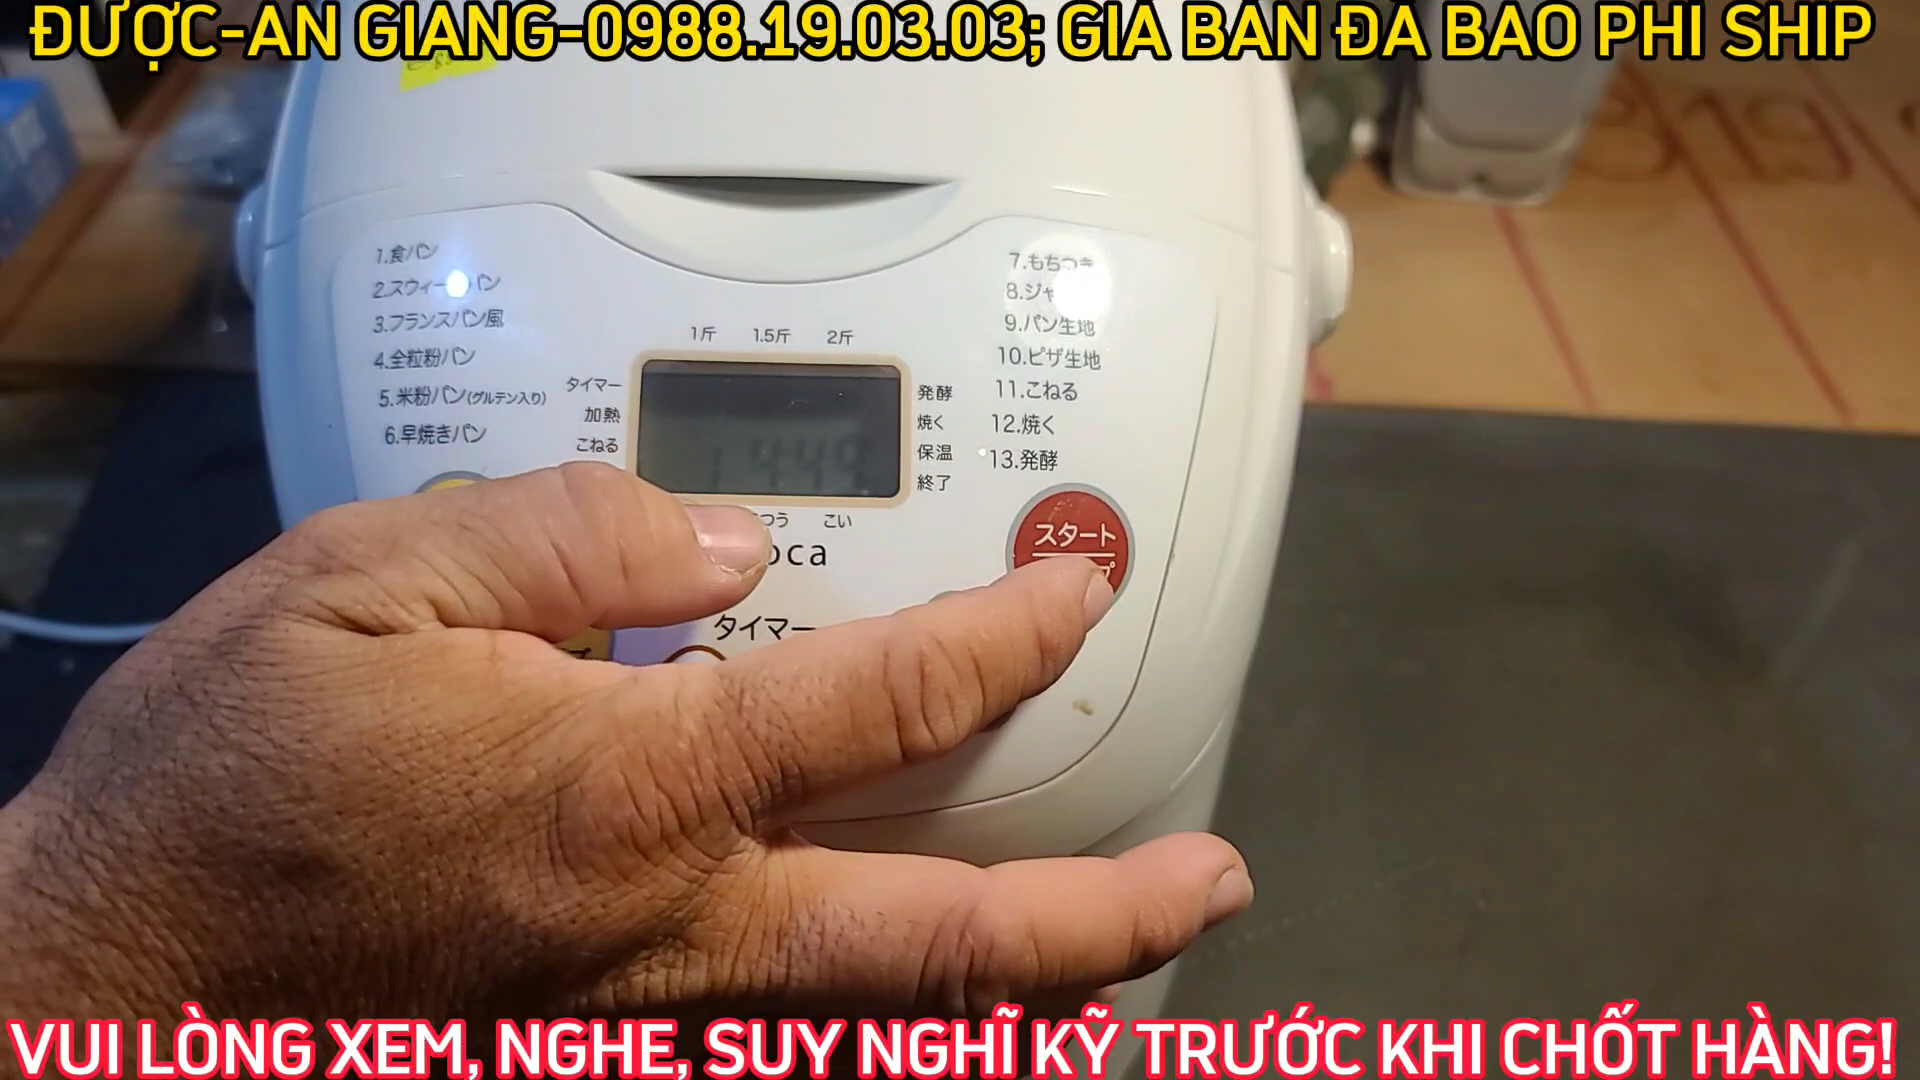 ĐƯỢC-AN GIANG-0988.19.03.03; GIÁ BÁN ĐÃ BAO PHÍ SHIP
1.食パン
3.フランスパン風
4.全粒粉パン
5.米粉パン(グルテン入り)
6.早焼きパン
1斤 1.5斤 2斤
タイマー
加熱
こねる
発酵
焼く
保温
終了
こい
タイマー
7.もちつき
9.パン生地
10.ピザ生地
11.こねる
12.焼く
13.発酵
スタート
VUI LÒNG XEM, NGHE, SUY NGHĨ KỸ TRƯỚC KHI CHỐT HÀNG!